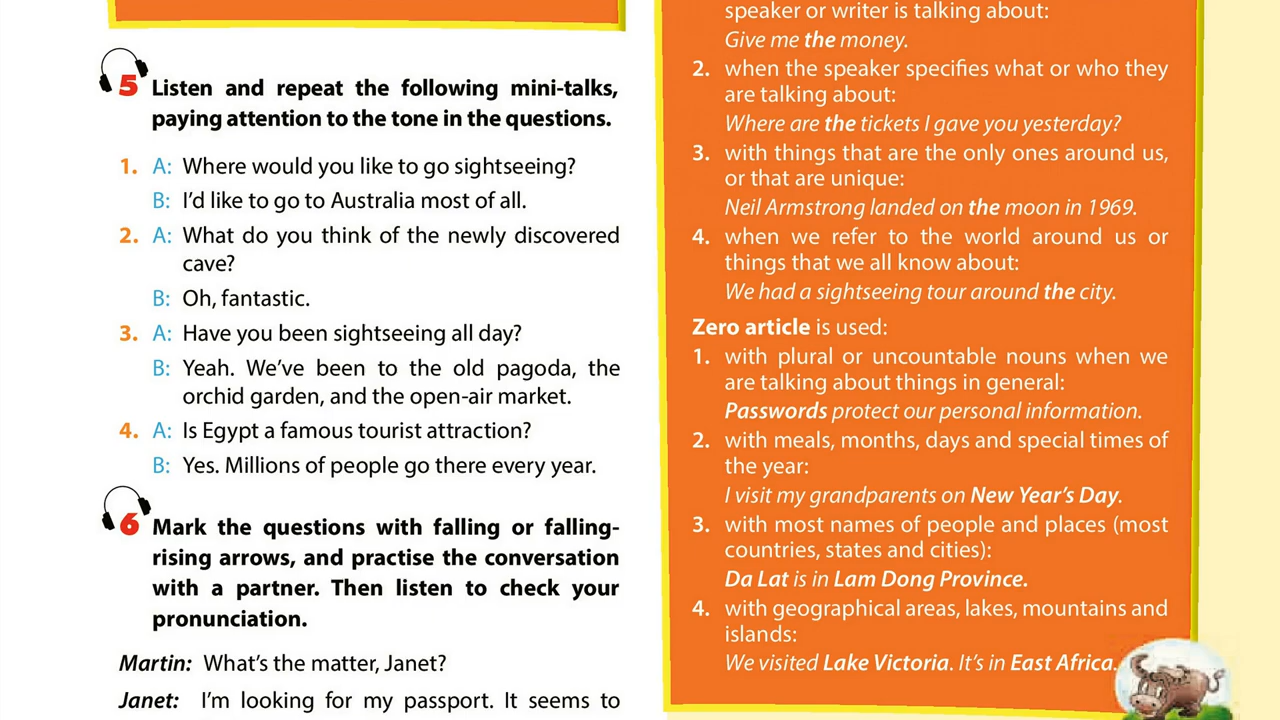 5 Listen and repeat the following mini-talks,
paying attention to the tone in the questions.
1. A: Where would you like to go sightseeing?
B: I'd like to go to Australia most of all.
2. A: What do you think of the newly discovered
cave?
B: Oh, fantastic.
3. A: Have you been sightseeing all day?
B: Yeah. We've been to the old pagoda, the
orchid garden, and the open-air market.
4. A: Is Egypt a famous tourist attraction?
B: Yes. Millions of people go there every year.
6 Mark the questions with falling or falling-
rising arrows, and practise the conversation
with a partner. Then listen to check your
pronunciation.
Martin: What's the matter, Janet?
Janet: I'm looking for my passport. It seems to
speaker or writer is talking about:
Give me the money.
2. when the speaker specifies what or who they
are talking about:
Where are the tickets I gave you yesterday?
3. with things that are the only ones around us,
or that are unique:
Neil Armstrong landed on the moon in 1969.
4. when we refer to the world around us or
things that we all know about:
We had a sightseeing tour around the city.
Zero article is used:
1. with plural or uncountable nouns when we
are talking about things in general:
Passwords protect our personal information.
2. with meals, months, days and special times of
the year:
I visit my grandparents on New Year's Day.
3. with most names of people and places (most
countries, states and cities):
Da Lat is in Lam Dong Province.
4. with geographical areas, lakes, mountains and
islands:
We visited Lake Victoria. It's in East Africa.